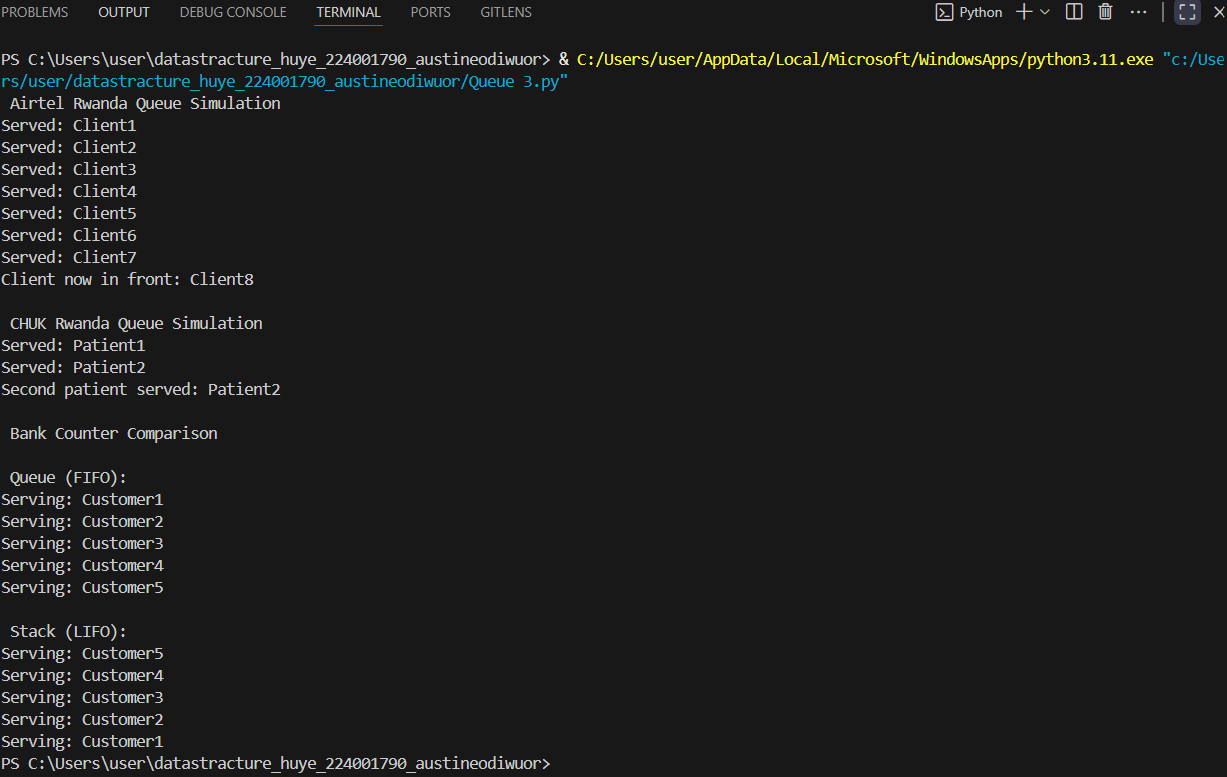 PROBLEMS OUTPUT DEBUG CONSOLE TERMINAL PORTS GITLENS Python
PS C:\Users\user\datastracture_huye_224001790_austineodiwuor> & C:/Users/user/AppData/Local/Microsoft/WindowsApps/python3.11.exe "c:/Use
rs/user/datastracture_huye_224001790_austineodiwuor/Queue 3.py"
Airtel Rwanda Queue Simulation
Served: Client1
Served: Client2
Served: Client3
Served: Client4
Served: Client5
Served: Client6
Served: Client7
Client now in front: Client8
CHUK Rwanda Queue Simulation
Served: Patient1
Served: Patient2
Second patient served: Patient2
Bank Counter Comparison
Queue (FIFO):
Serving: Customer1
Serving: Customer2
Serving: Customer3
Serving: Customer4
Serving: Customer5
Stack (LIFO):
Serving: Customer5
Serving: Customer4
Serving: Customer3
Serving: Customer2
Serving: Customer1
PS C:\Users\user\datastracture_huye_224001790_austineodiwuor>